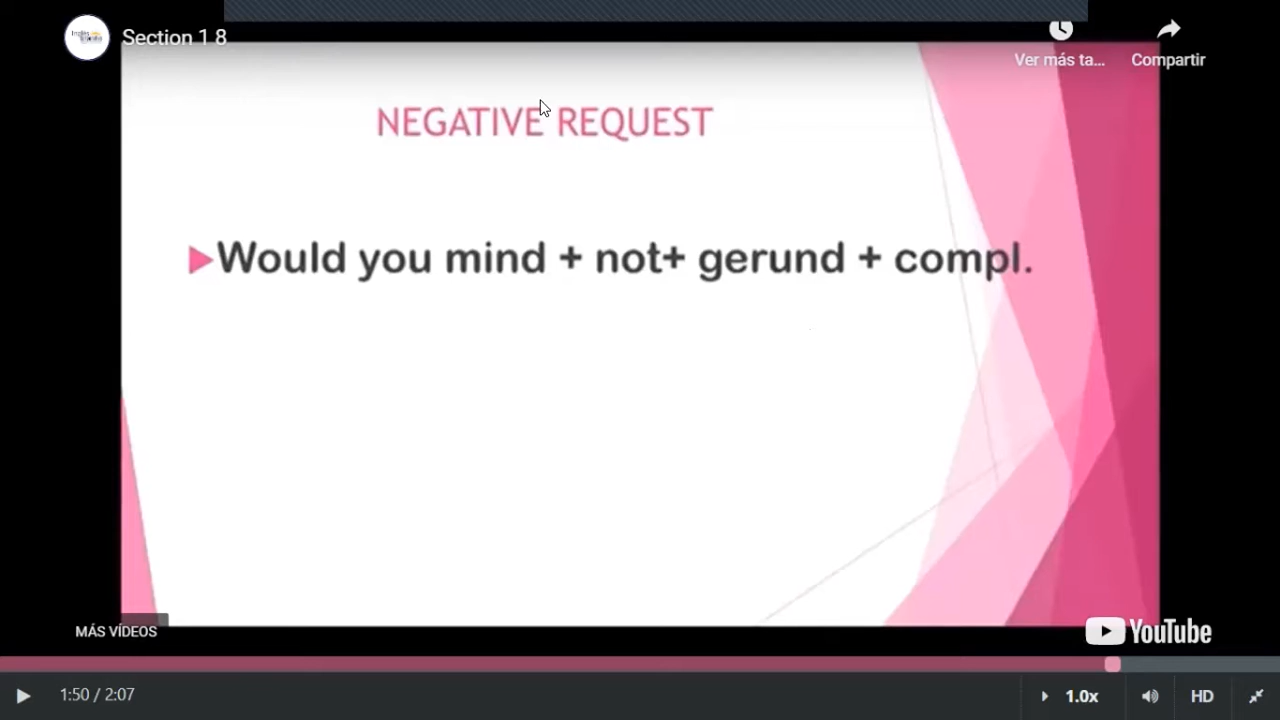 Section 1 8
Ver más ta...
Compartir
NEGATIVE REQUEST
Would you mind + not+ gerund + compl.
MÁS VÍDEOS
YouTube
1:50 / 2:07
1.0x
HD